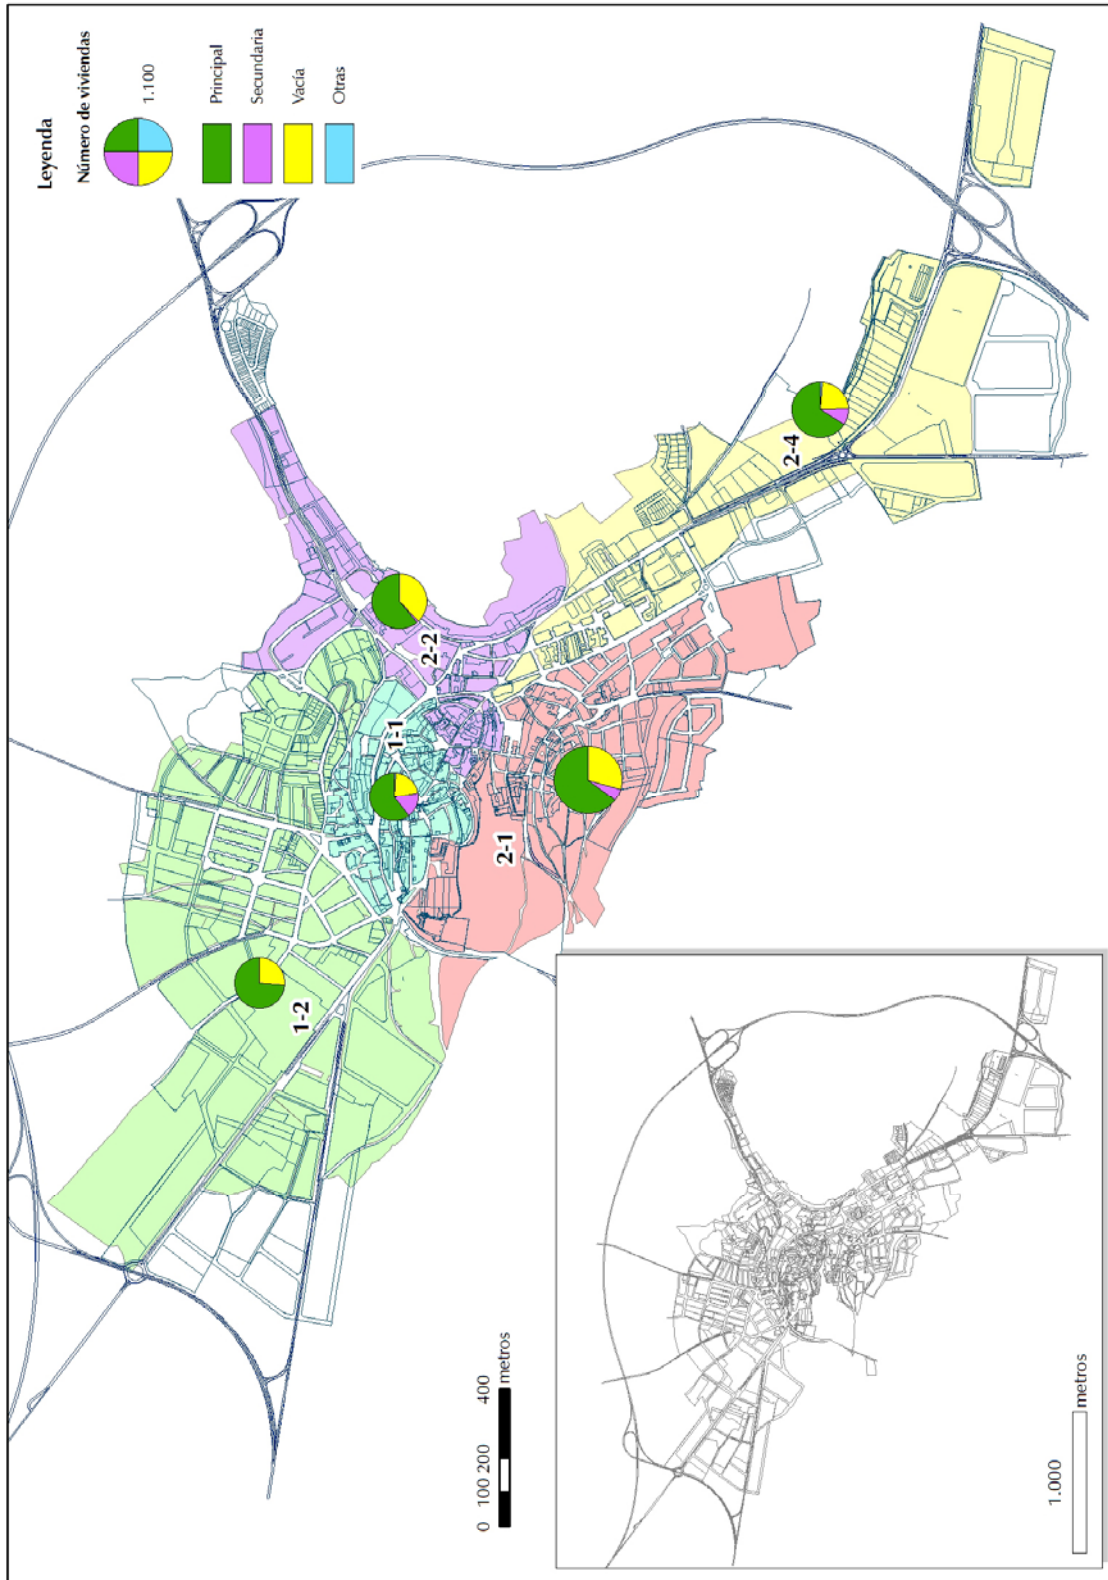 Leyenda
Número de viviendas
1.100
Principal
Secundaria
Vacía
Otras
1-2
1-1
2-2
2-1
2-4
0 100 200 400
metros
1.000
metros